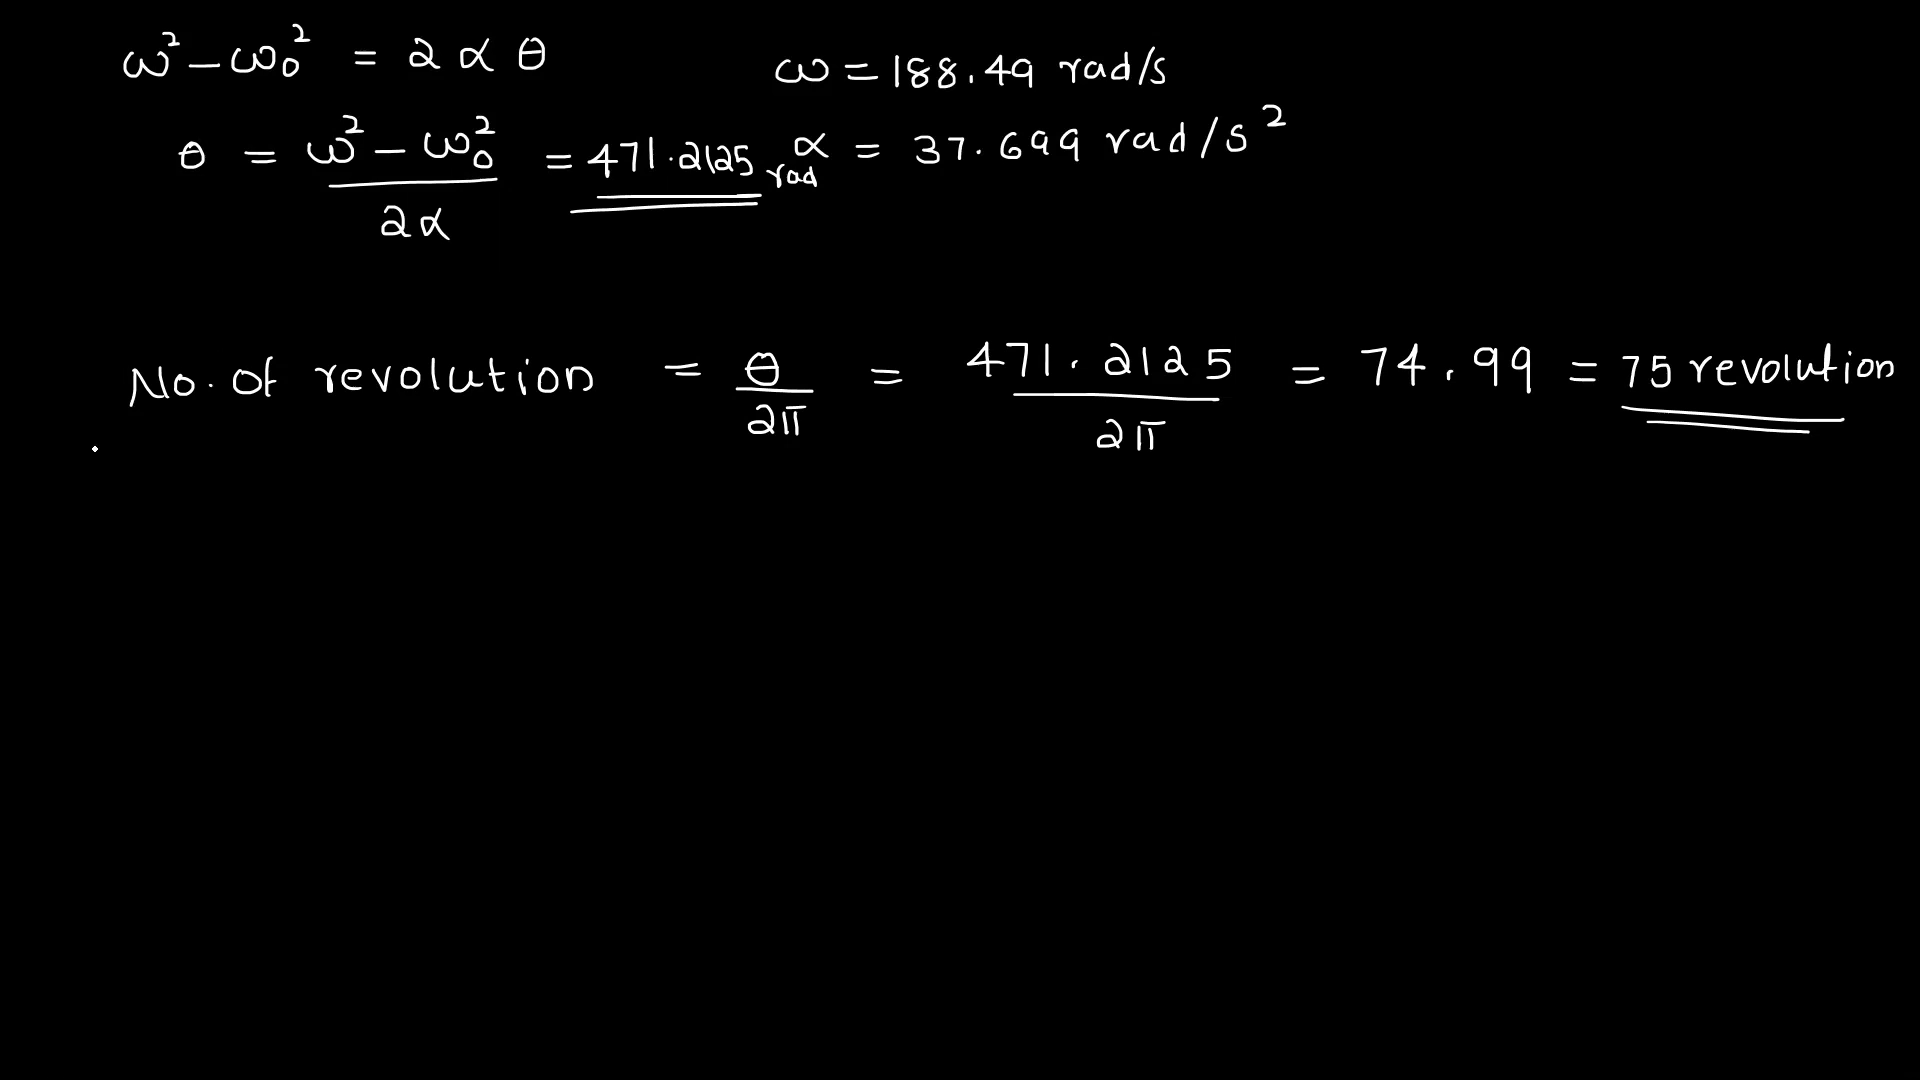 ω² - ω₀² = 2 α θ
ω = 188.49 rad/s
θ = ω² - ω₀² / 2α = 471.2125 rad
α = 37.699 rad/s²
No. of revolution = θ / 2π = 471.2125 / 2π = 74.99 = 75 revolution